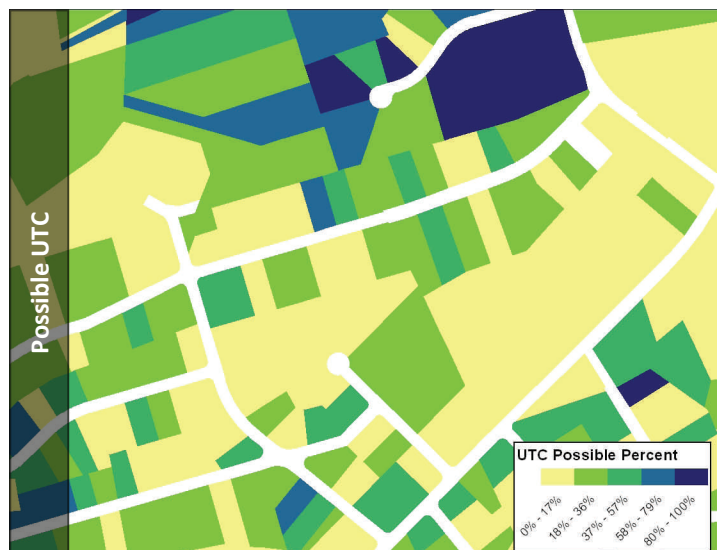 Possible UTC
UTC Possible Percent
0% - 17%
18% - 36%
37% - 57%
58% - 79%
80% - 100%